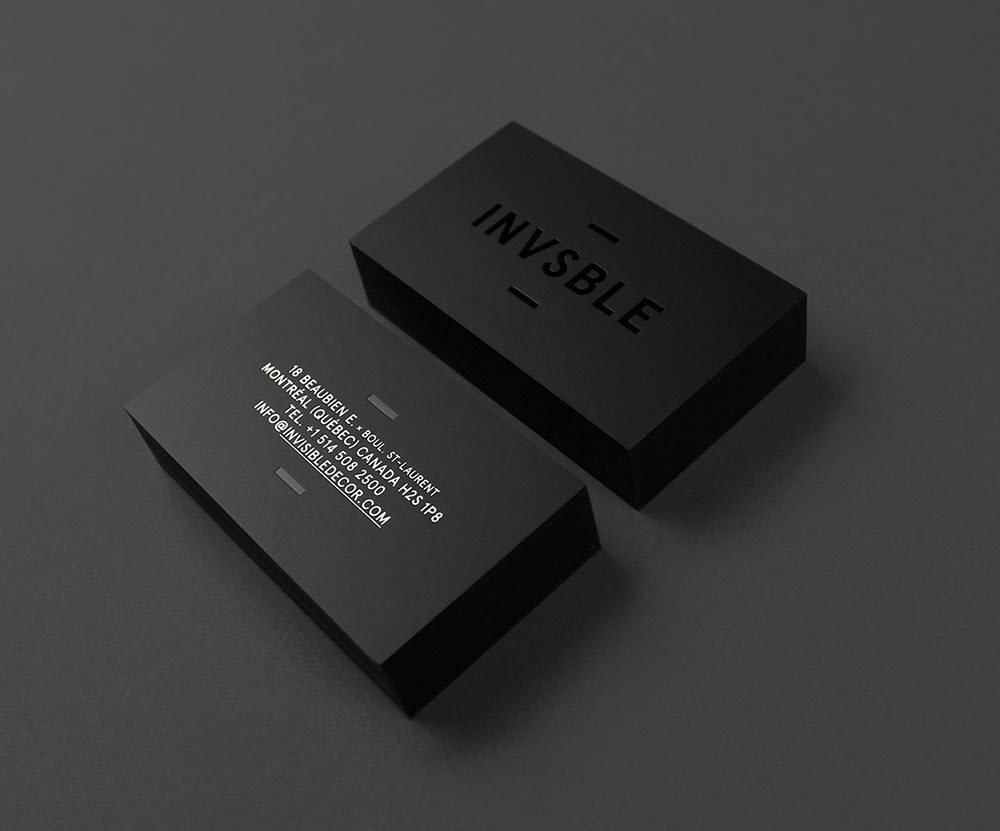 INVSBLE
18 BEAUBIEN E. × BOUL. ST-LAURENT
MONTRÉAL (QUÉBEC) CANADA H2S 1P8
TEL. +1 514 508 2500
INFO@INVISIBLEDECOR.COM